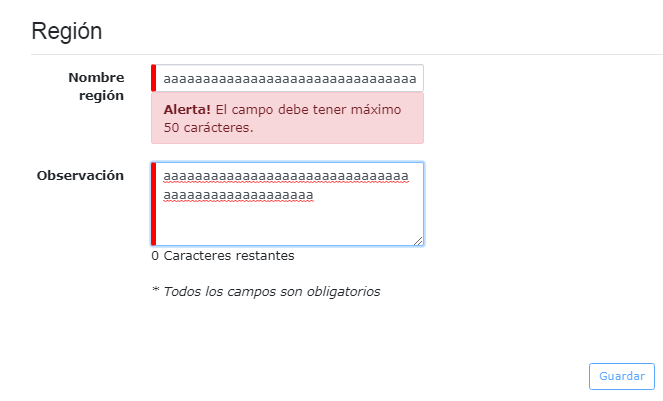 Región
Nombre
región
aaaaaaaaaaaaaaaaaaaaaaaaaaaaaaaa
Alerta! El campo debe tener máximo
50 carácteres.
Observación
aaaaaaaaaaaaaaaaaaaaaaaaaaaaaaa
aaaaaaaaaaaaaaaaaaa
0 Caracteres restantes
* Todos los campos son obligatorios
Guardar